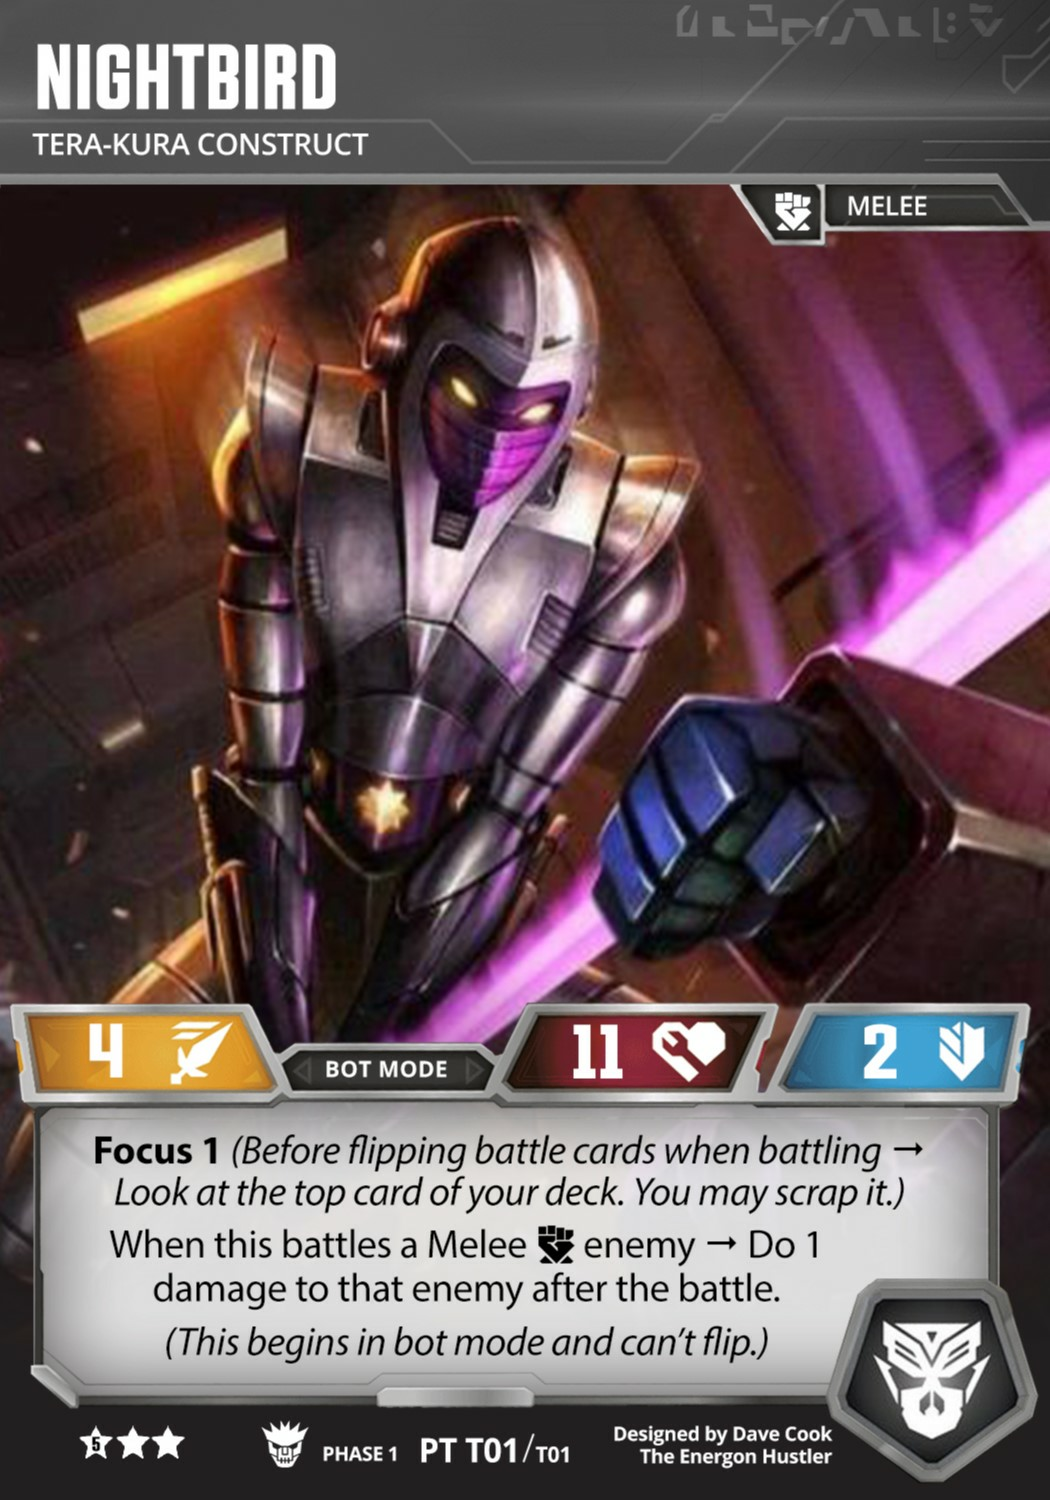 NIGHTBIRD
TERA-KURA CONSTRUCT
MELEE
4
11
2
BOT MODE
Focus 1 (Before flipping battle cards when battling →
Look at the top card of your deck. You may scrap it.)
When this battles a Melee enemy → Do 1
damage to that enemy after the battle.
(This begins in bot mode and can't flip.)
5
PHASE 1 PT T01/T01
Designed by Dave Cook
The Energon Hustler